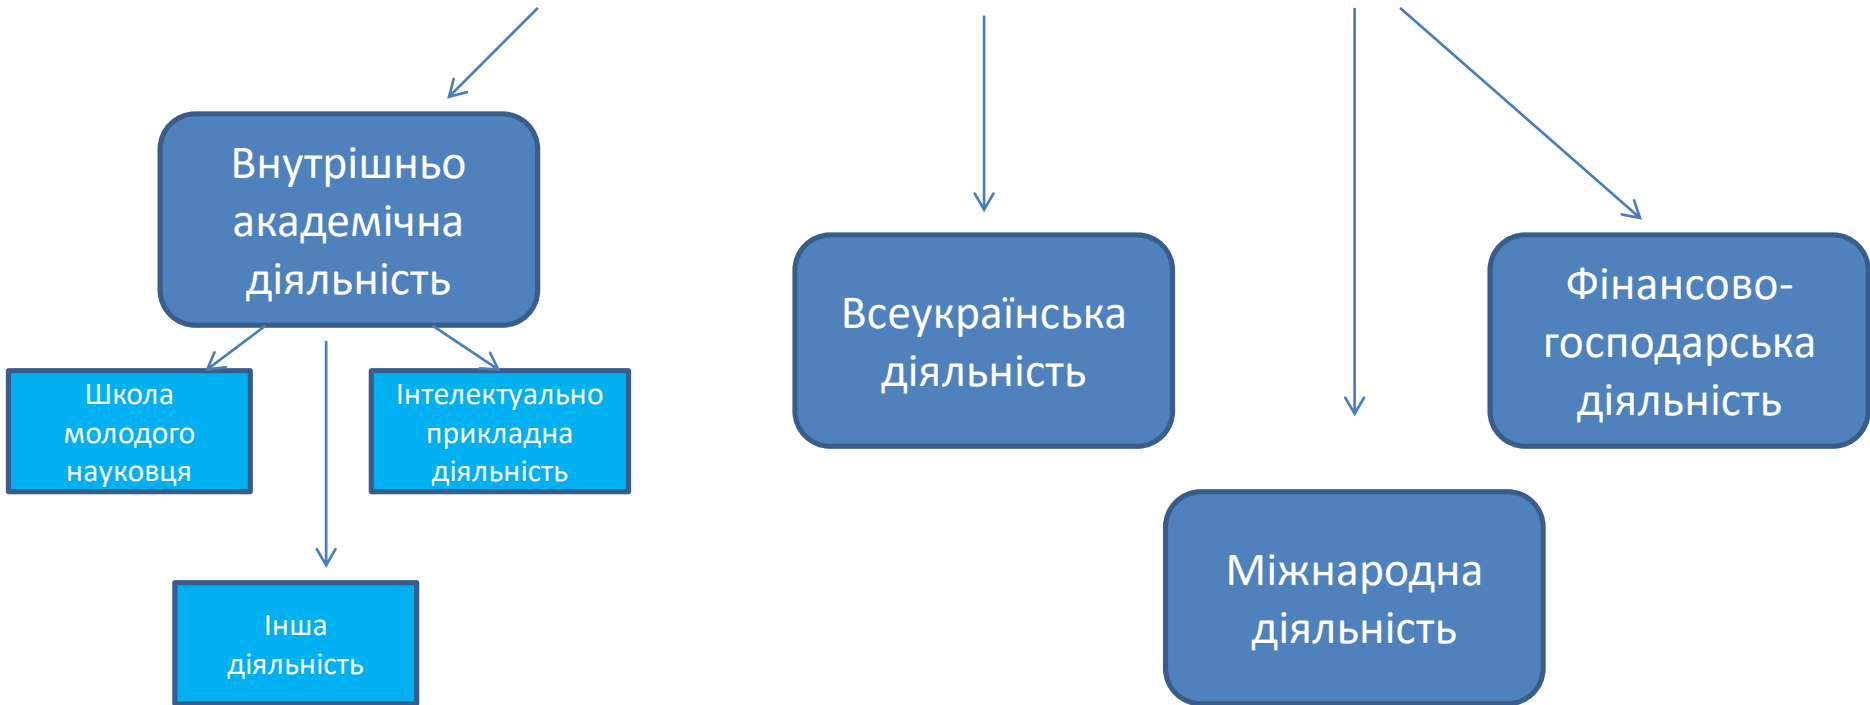 Внутрішньо
академічна
діяльність
Всеукраїнська
діяльність
Фінансово-
господарська
діяльність
Школа
молодого
науковця
Інтелектуально
прикладна
діяльність
Міжнародна
діяльність
Інша
діяльність